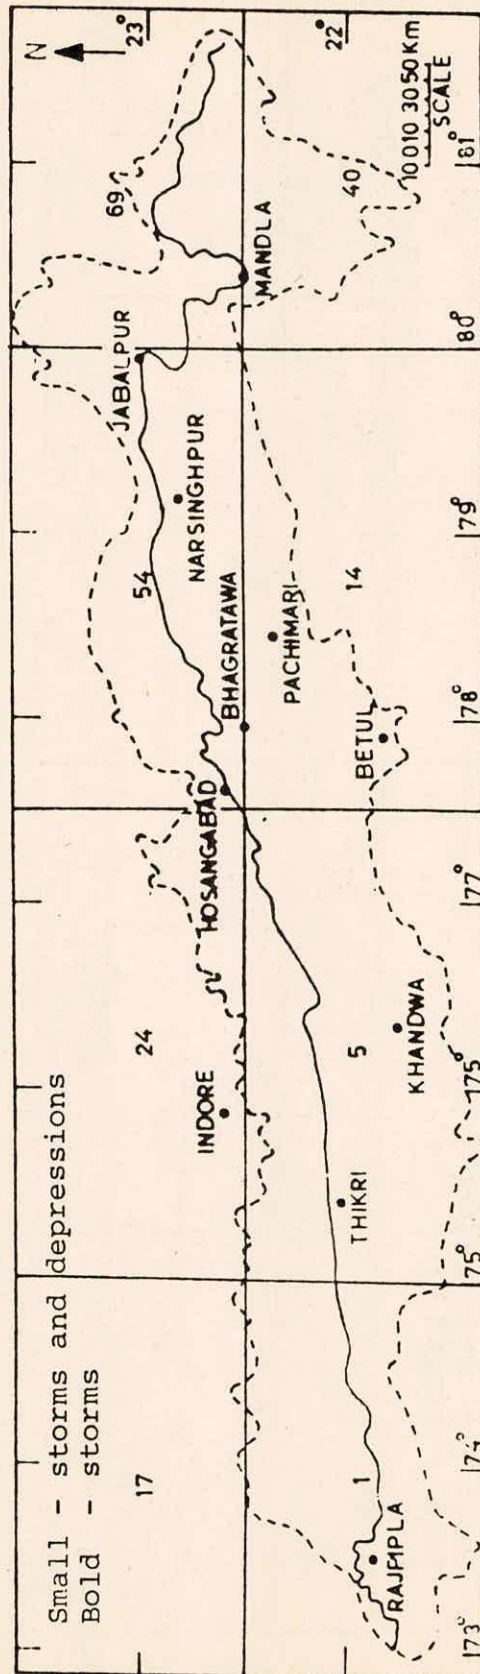 Small - storms and depressions
Bold - storms
N
23°
22°
69
40
54
14
24
5
17
1
JABALPUR
MANDLA
NARSINGHPUR
BHAGRATAWA
PACHIMARI
HOSANGABAD
BETUL
INDORE
KHANDWA
THIKRI
RAJPIPLA
10 0 10 30 50 Km
SCALE
73°
74°
75°
175°
77°
78°
79°
80°
81°